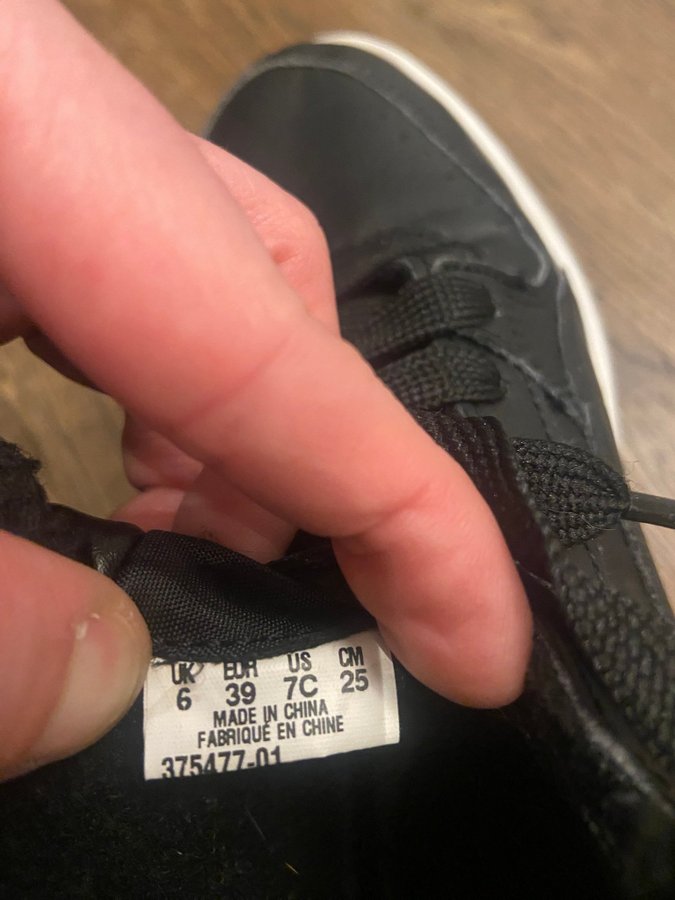 UK EUR US CM
6 39 7C 25
MADE IN CHINA
FABRIQUÉ EN CHINE
375477-01